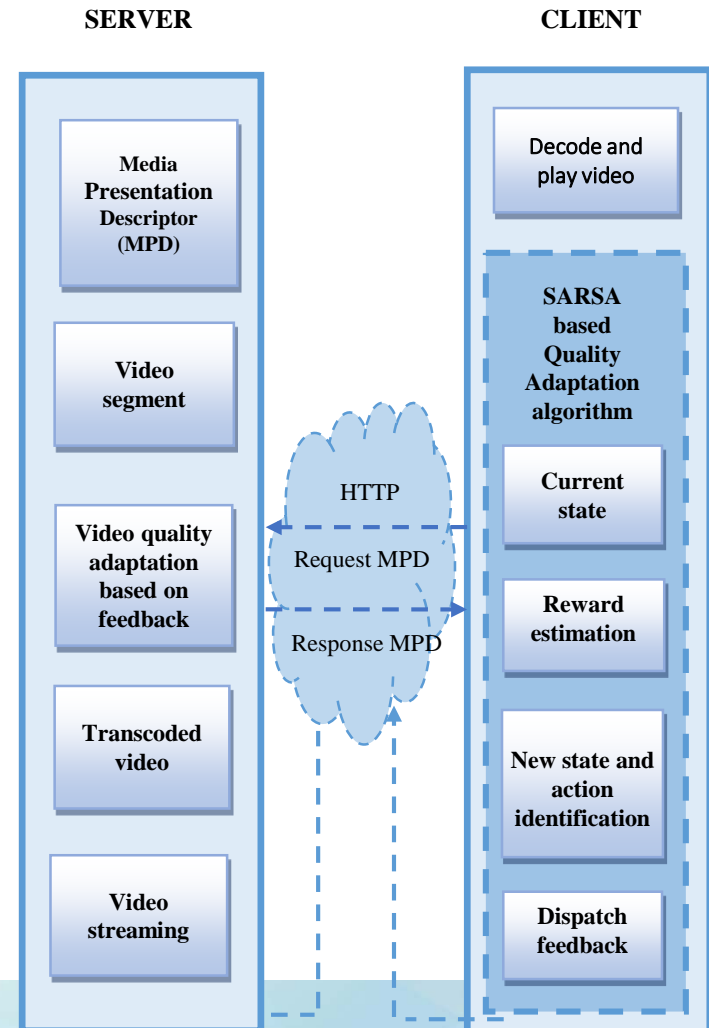 SERVER
CLIENT
Media
Presentation
Descriptor
(MPD)
Video
segment
Video quality
adaptation
based on
feedback
Transcoded
video
Video
streaming
HTTP
Request MPD
Response MPD
Decode and
play video
SARSA
based
Quality
Adaptation
algorithm
Current
state
Reward
estimation
New state and
action
identification
Dispatch
feedback